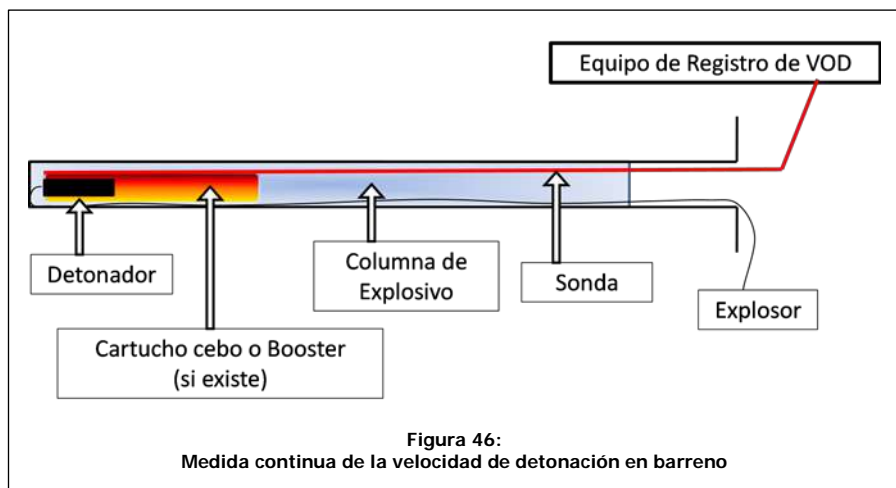 Equipo de Registro de VOD
Detonador
Columna de
Explosivo
Sonda
Explosor
Cartucho cebo o Booster
(si existe)
Figura 46:
Medida continua de la velocidad de detonación en barreno